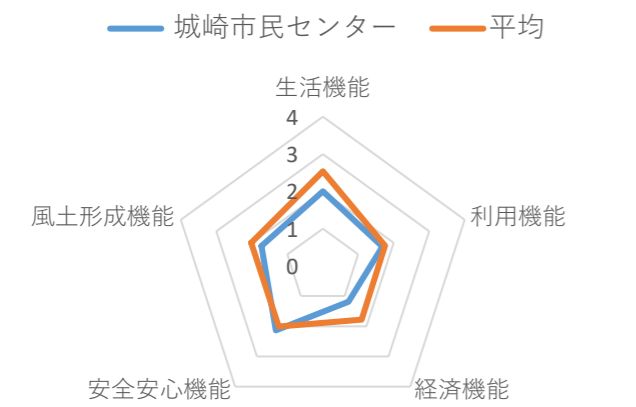 城崎市民センター 平均
生活機能
4
3
2
1
0
利用機能
経済機能
安全安心機能
風土形成機能